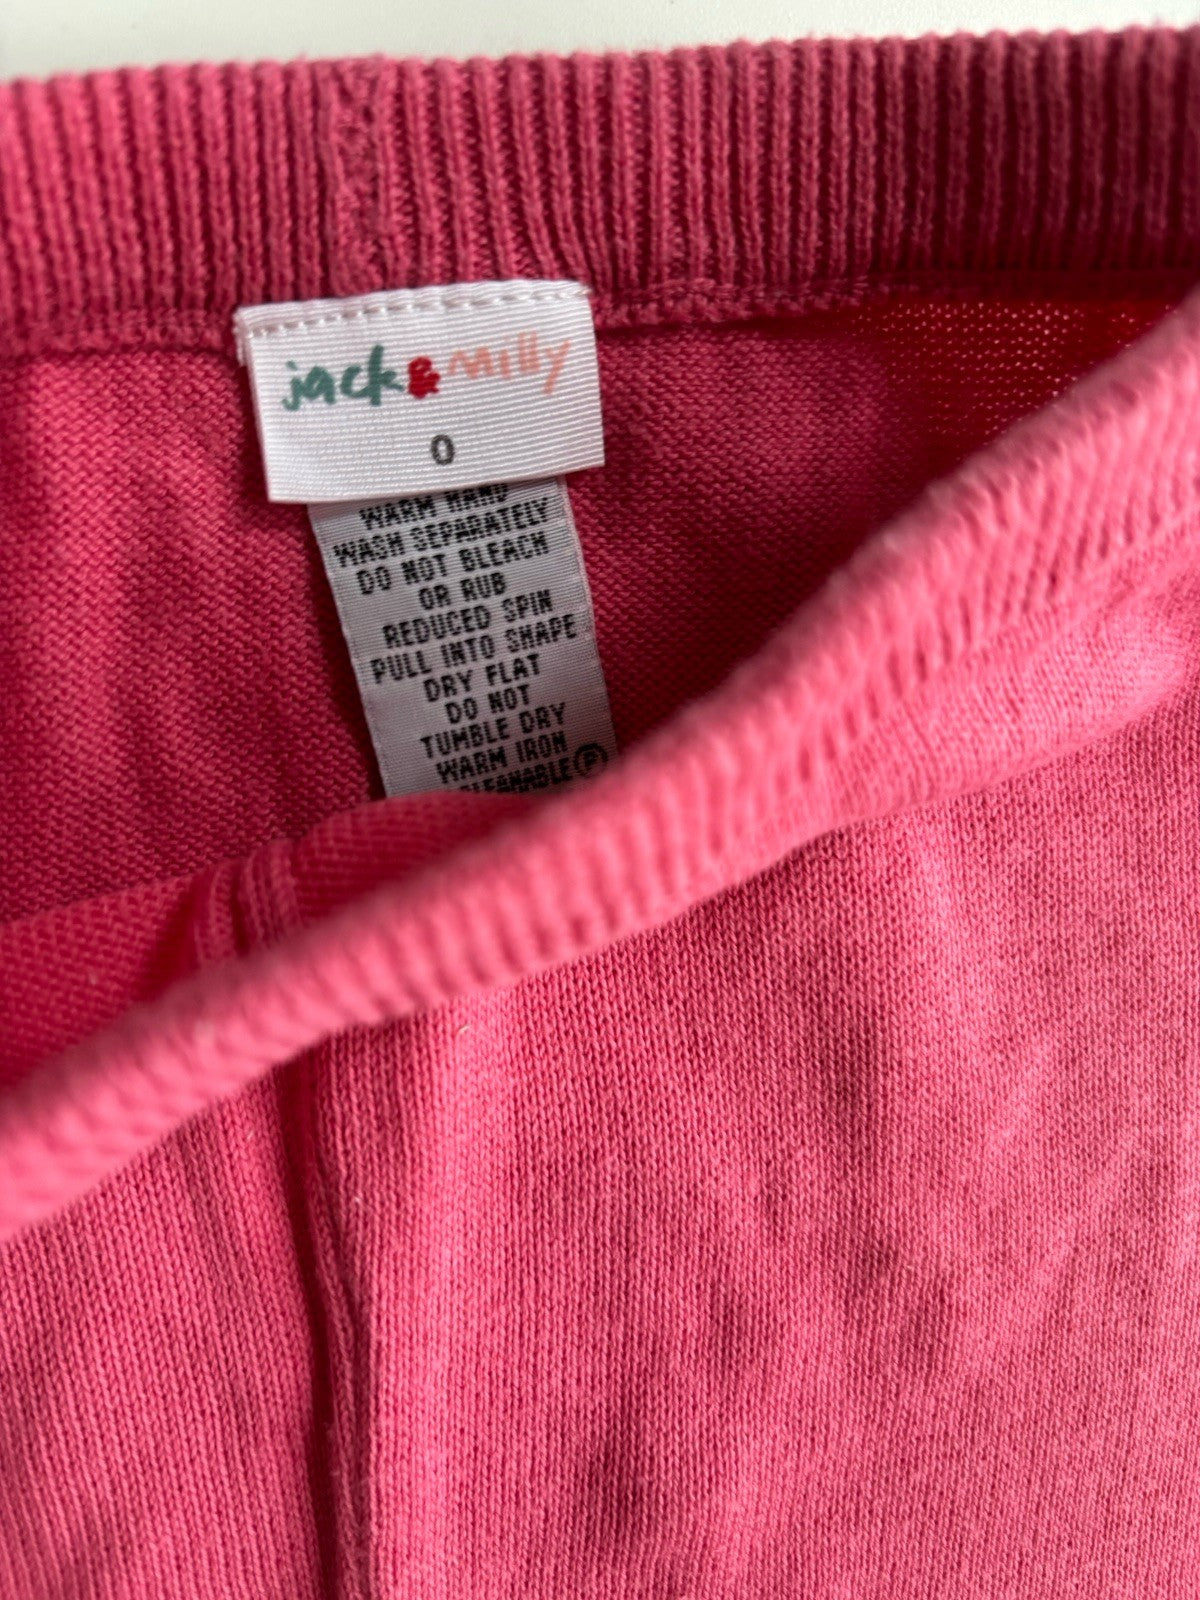 jack & milly
0
WARM HAND
WASH SEPARATELY
DO NOT BLEACH
OR RUB
REDUCED SPIN
PULL INTO SHAPE
DRY FLAT
DO NOT
TUMBLE DRY
WARM IRON
P